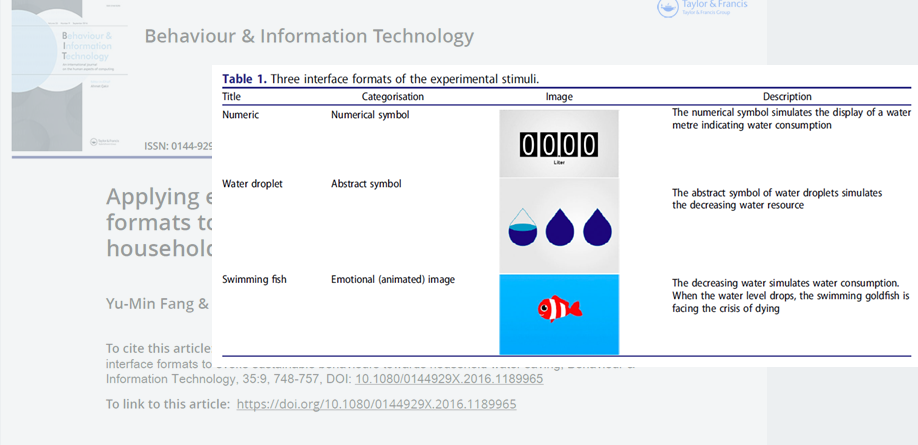 Taylor & Francis
Taylor & Francis Group
Behaviour &
Information
Technology
Behaviour & Information Technology
ISSN: 0144-929
Table 1. Three interface formats of the experimental stimuli.
Title Categorisation Image Description
Numeric Numerical symbol The numerical symbol simulates the display of a water
metre indicating water consumption
0000
Liter
Water droplet Abstract symbol The abstract symbol of water droplets simulates
the decreasing water resource
Swimming fish Emotional (animated) image The decreasing water simulates water consumption.
When the water level drops, the swimming goldfish is
facing the crisis of dying
Applying e
formats to
household
Yu-Min Fang &
To cite this article
interface formats to
Information Technology, 35:9, 748-757, DOI: 10.1080/0144929X.2016.1189965
To link to this article: https://doi.org/10.1080/0144929X.2016.1189965